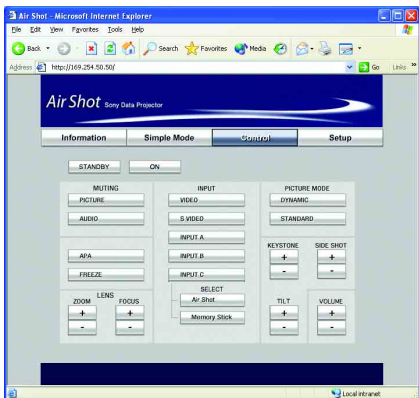 Air Shot - Microsoft Internet Explorer
File Edit View Favorites Tools Help
Back Search Favorites Media
Address http://169.254.50.50/ Go Links »
Air Shot Sony Data Projector
Information Simple Mode Control Setup
STANDBY ON
MUTING
PICTURE
AUDIO
APA
FREEZE
LENS
ZOOM FOCUS
+ +
- -
INPUT
VIDEO
S VIDEO
INPUT A
INPUT B
INPUT C
SELECT
Air Shot
Memory Stick
PICTURE MODE
DYNAMIC
STANDARD
KEYSTONE SIDE SHOT
+ +
- -
TILT VOLUME
+ +
- -
Local intranet